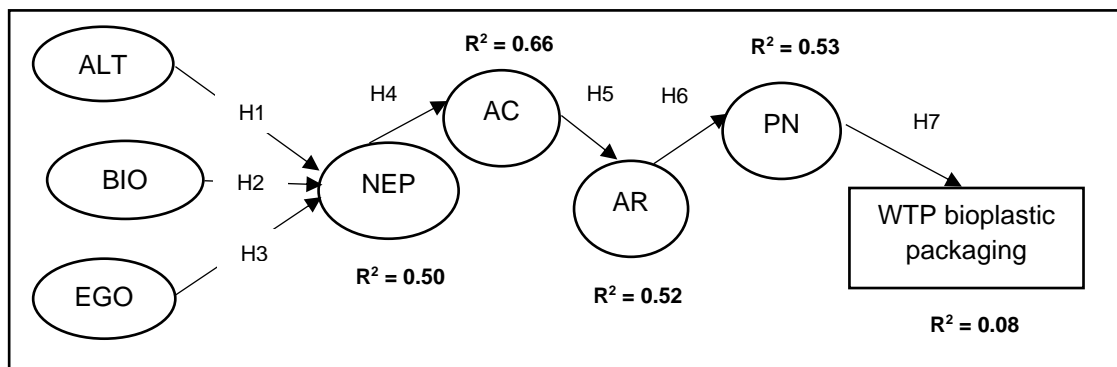 ALT
BIO
EGO
H1
H2
H3
NEP
R² = 0.50
H4
R² = 0.66
AC
H5
AR
R² = 0.52
H6
R² = 0.53
PN
H7
WTP bioplastic
packaging
R² = 0.08